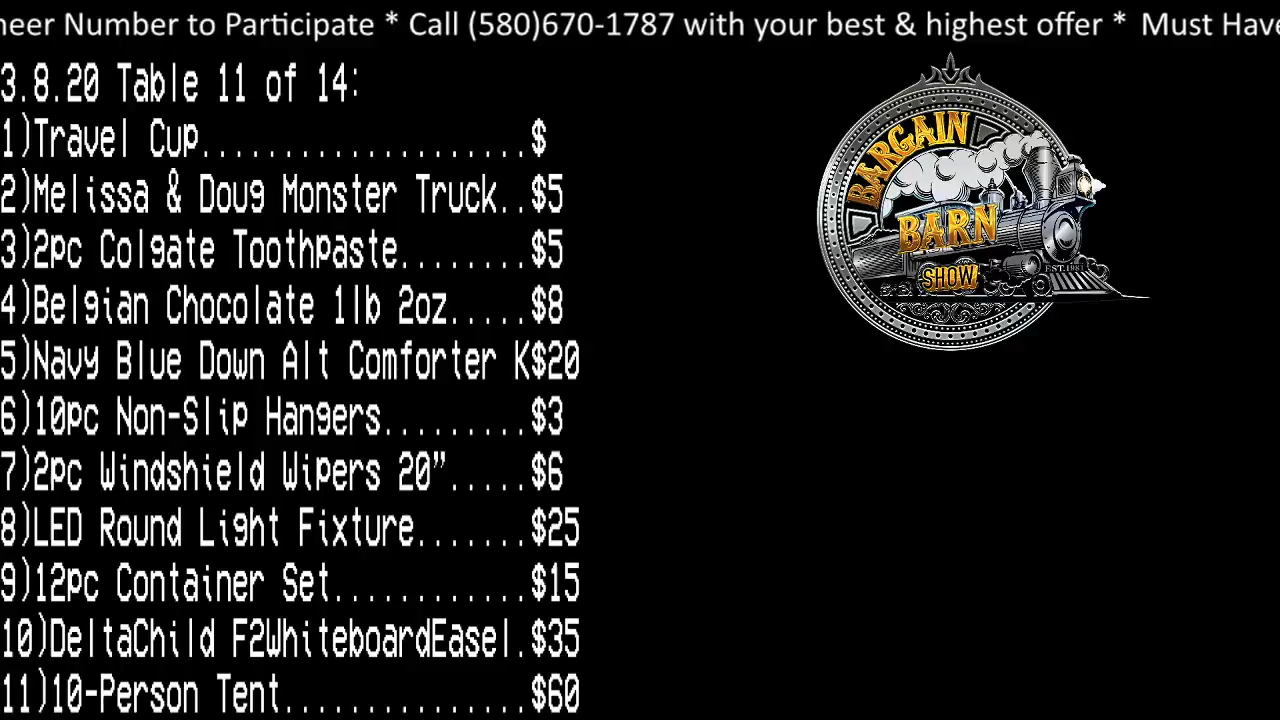 neer Number to Participate * Call (580)670-1787 with your best & highest offer * Must Have
3.8.20 Table 11 of 14:
1)Travel Cup....................$
2)Melissa & Doug Monster Truck..$5
3)2pc Colgate Toothpaste........$5
4)Belgian Chocolate 1lb 2oz.....$8
5)Navy Blue Down Alt Comforter K$20
6)10pc Non-Slip Hangers.........$3
7)2pc Windshield Wipers 20”.....$6
8)LED Round Light Fixture.......$25
9)12pc Container Set............$15
10)DeltaChild F2WhiteboardEasel.$35
11)10-Person Tent...............$60
BARGAIN
BARN
SHOW